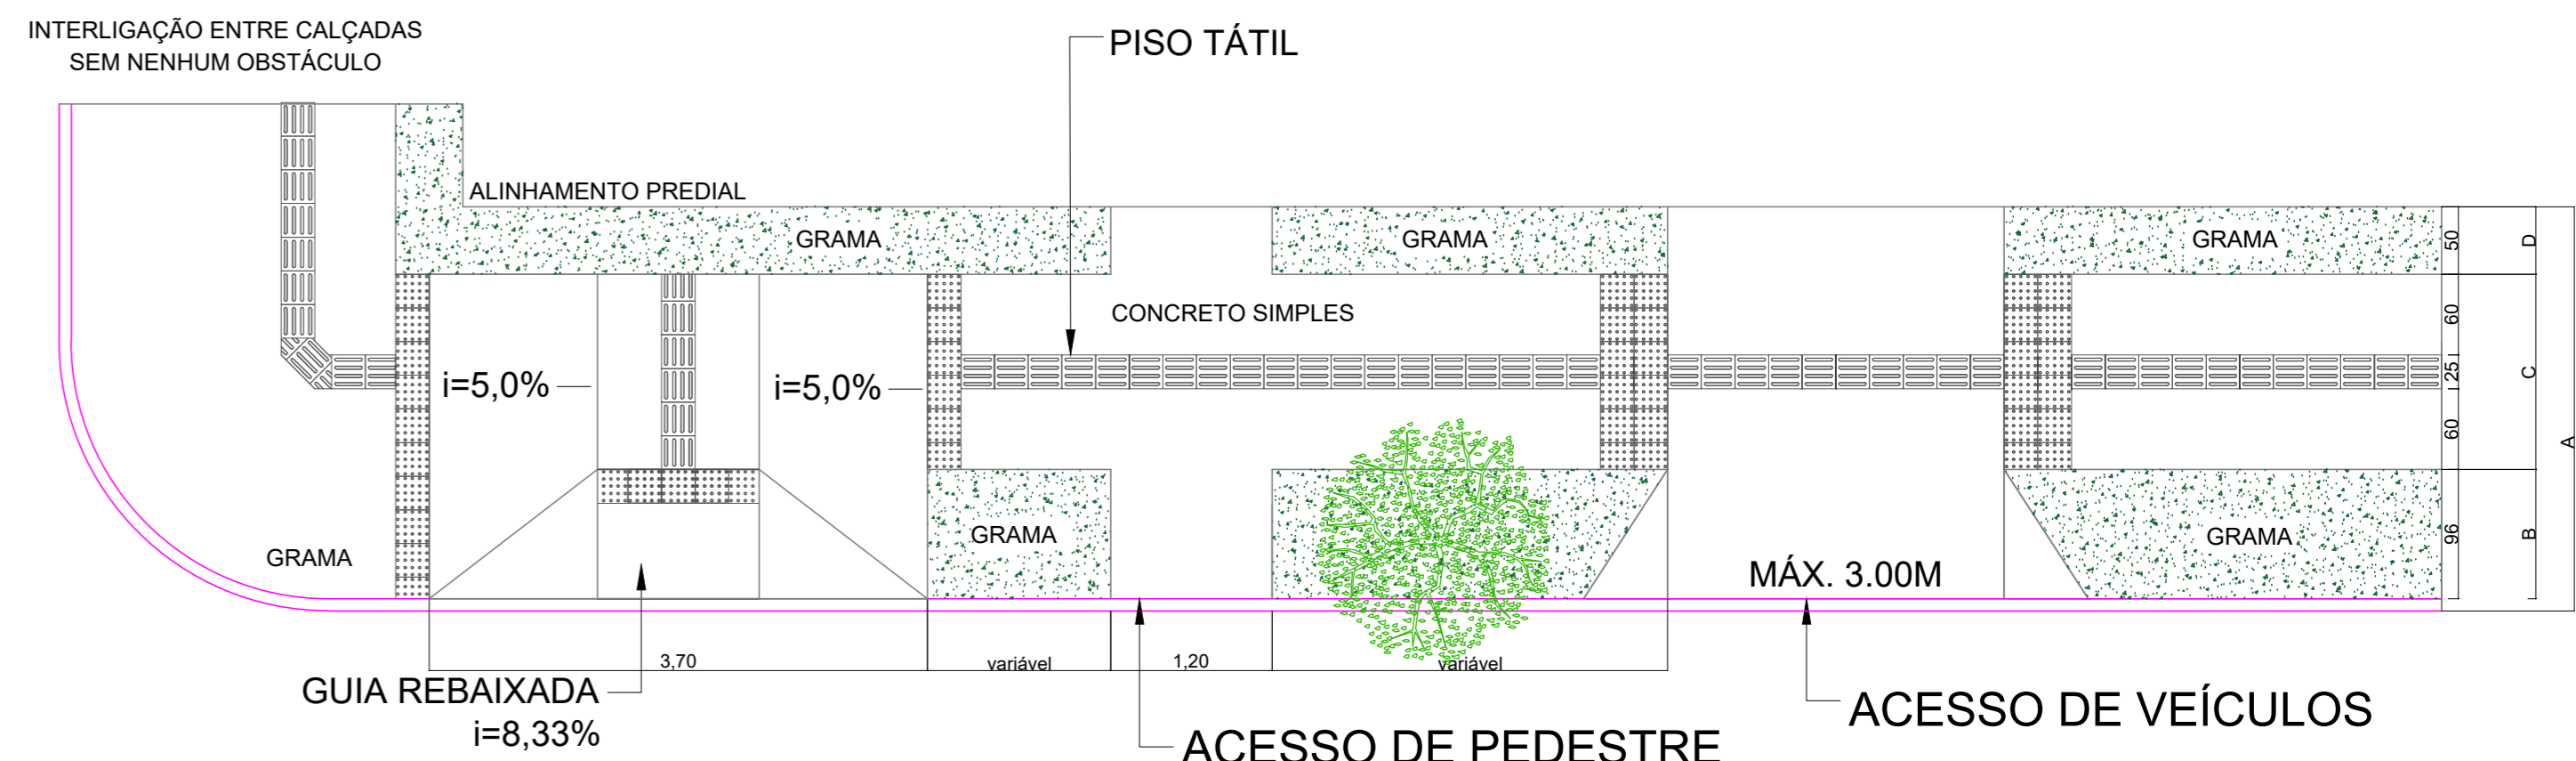 INTERLIGAÇÃO ENTRE CALÇADAS
SEM NENHUM OBSTÁCULO
PISO TÁTIL
ALINHAMENTO PREDIAL
GRAMA
GRAMA
GRAMA
CONCRETO SIMPLES
i=5,0%
i=5,0%
GRAMA
GRAMA
GRAMA
MÁX. 3.00M
50
60
25
60
96
D
C
B
A
3,70
variável
1,20
variável
GUIA REBAIXADA
i=8,33%
ACESSO DE PEDESTRE
ACESSO DE VEÍCULOS